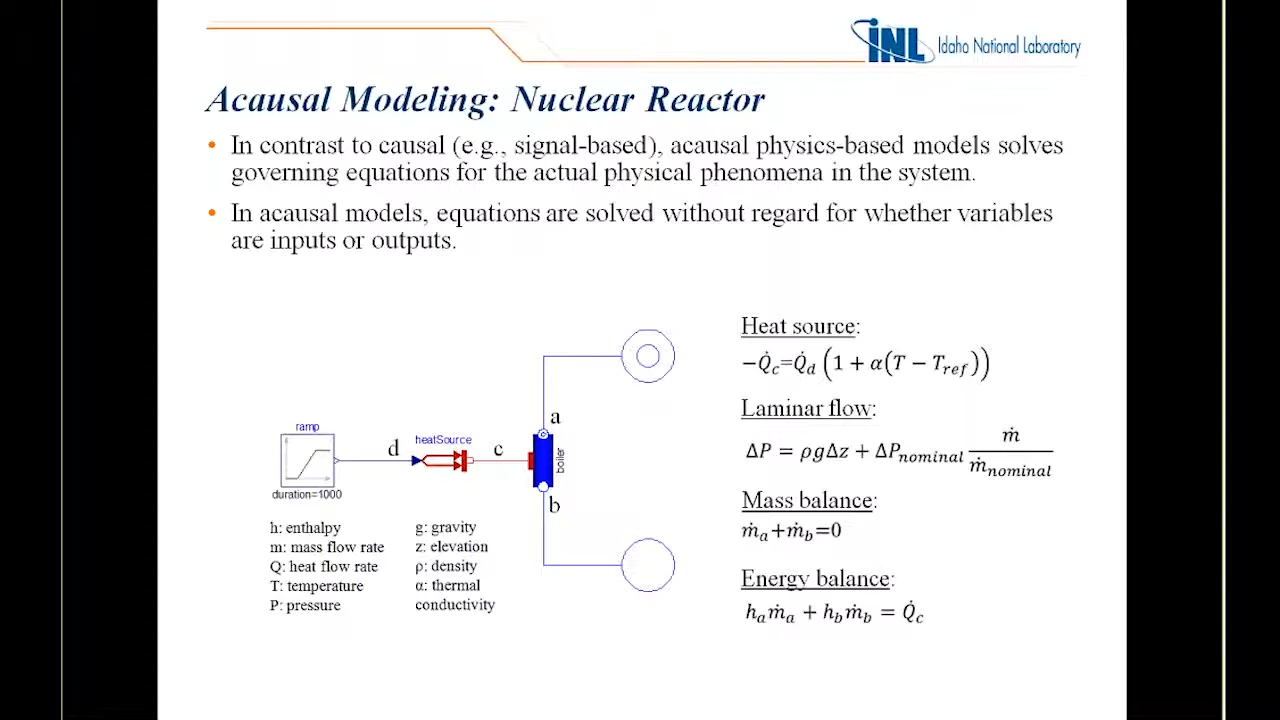 INL Idaho National Laboratory
Acausal Modeling: Nuclear Reactor
• In contrast to causal (e.g., signal-based), acausal physics-based models solves
governing equations for the actual physical phenomena in the system.
• In acausal models, equations are solved without regard for whether variables
are inputs or outputs.
ramp
duration=1000
d
heatSource
c
a
boiler
b
h: enthalpy
m: mass flow rate
Q: heat flow rate
T: temperature
P: pressure
g: gravity
z: elevation
ρ: density
α: thermal
conductivity
Heat source:
−Q̇c=Q̇d (1 + α(T − Tref))
Laminar flow:
ΔP = ρgΔz + ΔPnominal ṁ/ṁnominal
Mass balance:
ṁa+ṁb=0
Energy balance:
haṁa + hbṁb = Q̇c